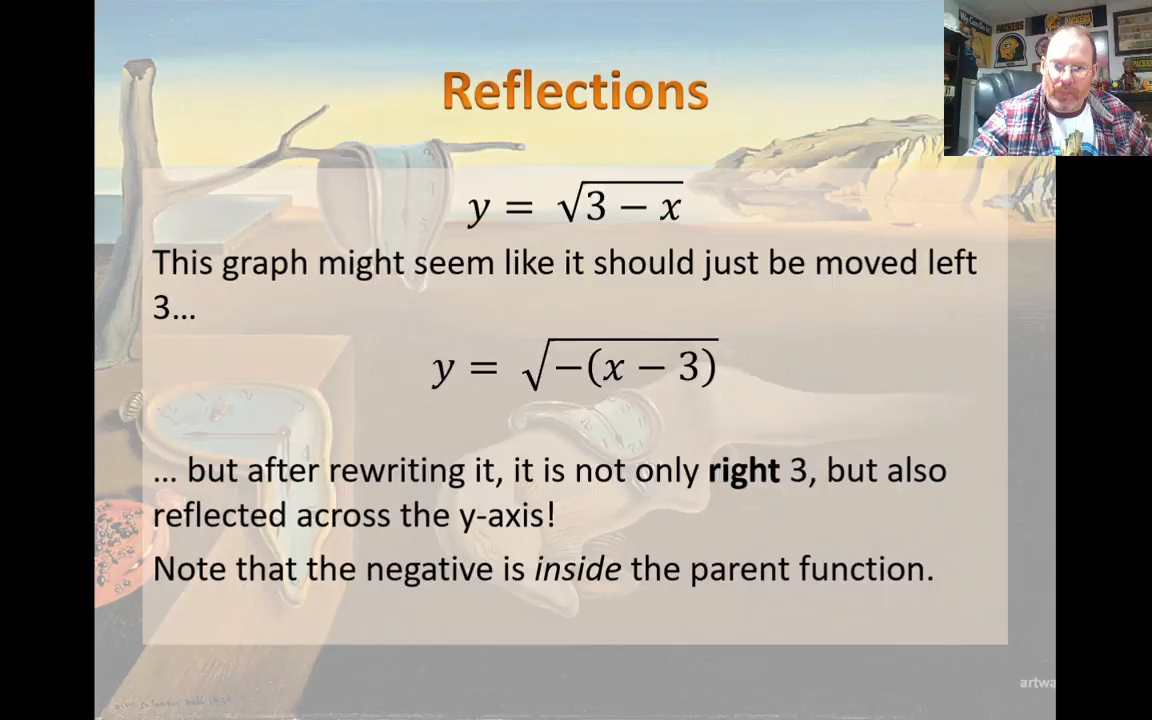 PACKERS
Reflections
y = √3 − x
This graph might seem like it should just be moved left
3…
y = √−(x − 3)
… but after rewriting it, it is not only right 3, but also
reflected across the y-axis!
Note that the negative is inside the parent function.
artwa